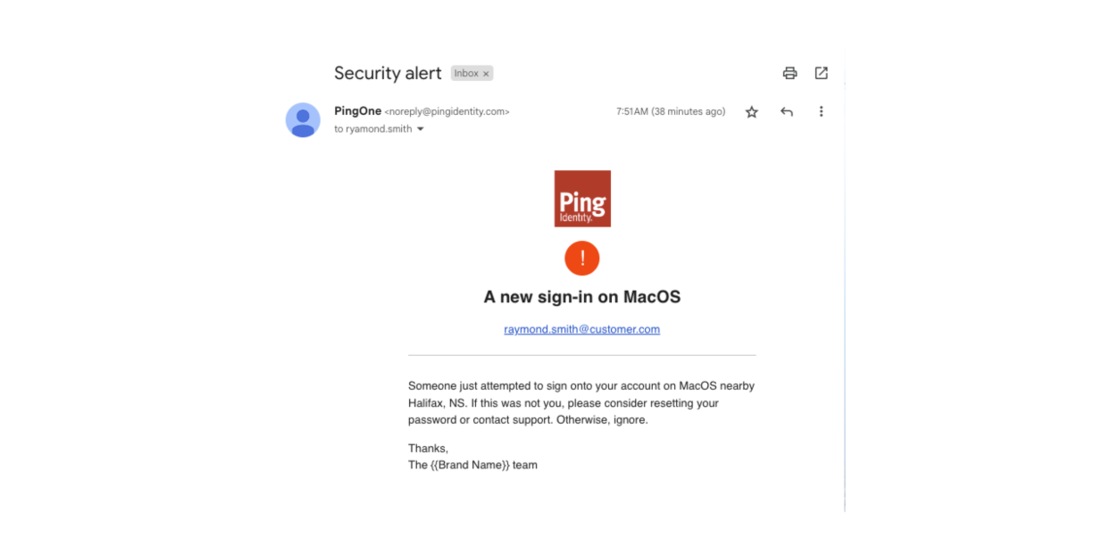 Security alert Inbox ×
PingOne <noreply@pingidentity.com> 7:51AM (38 minutes ago)
to ryamond.smith
Ping
Identity.
!
A new sign-in on MacOS
raymond.smith@customer.com
Someone just attempted to sign onto your account on MacOS nearby
Halifax, NS. If this was not you, please consider resetting your
password or contact support. Otherwise, ignore.
Thanks,
The {{Brand Name}} team